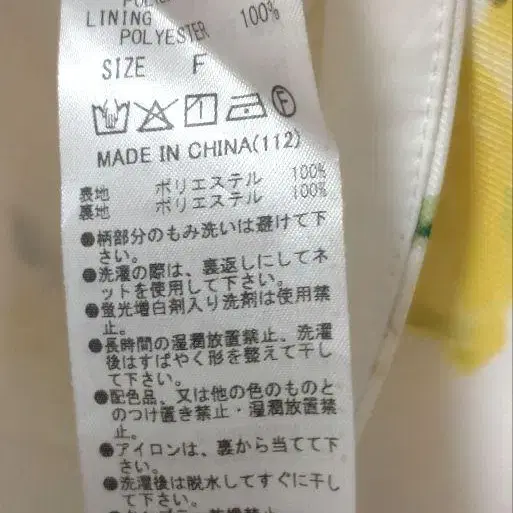 LINING 100%
POLYESTER
SIZE F
F
MADE IN CHINA(112)
表地 ポリエステル 100%
裏地 ポリエステル 100%
●柄部分のもみ洗いは避けて下
さい。
●洗濯の際は、裏返しにしてネ
ットを使用して下さい。
●蛍光増白剤入り洗剤は使用禁
止。
●長時間の湿潤放置禁止、洗濯
後はすばやく形を整えて干し
て下さい。
●配色品、又は他の色のものと
のつけ置き禁止・湿潤放置禁
止。
●アイロンは、裏から当てて下
さい。
●洗濯後は脱水してすぐに干し
て下さい。